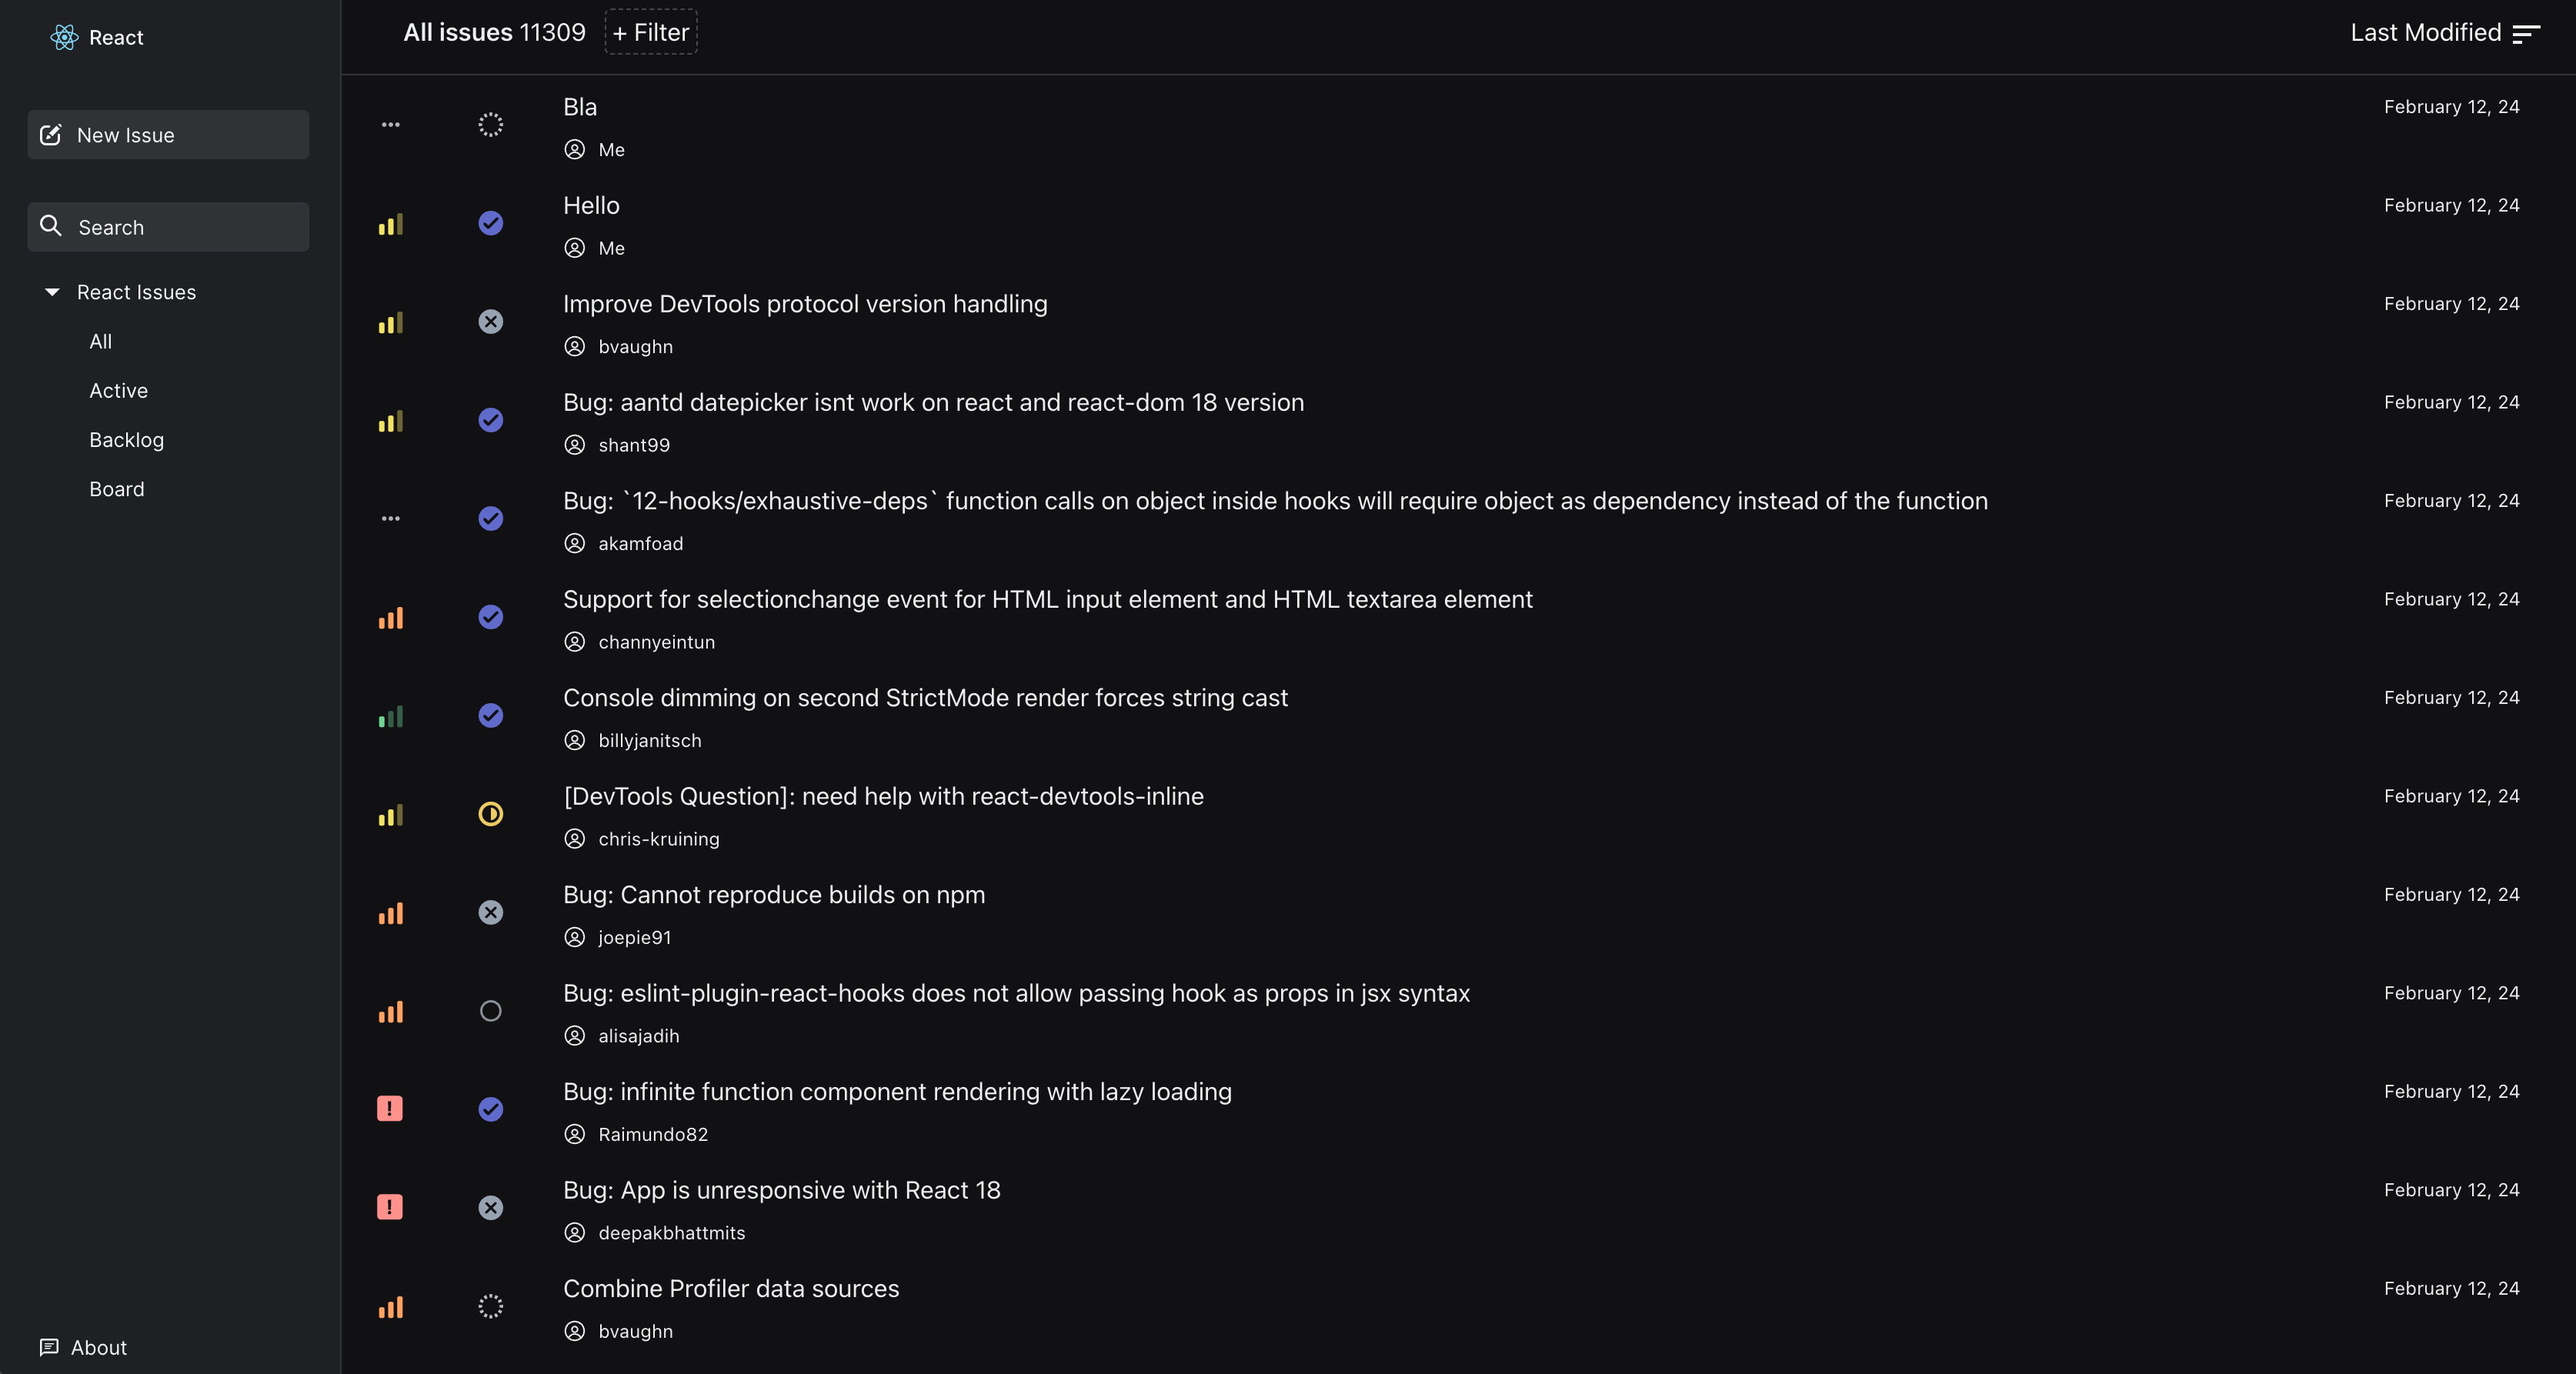 React
New Issue
Search
React Issues
All
Active
Backlog
Board
About
All issues 11309 + Filter Last Modified
Bla February 12, 24
Me
Hello February 12, 24
Me
Improve DevTools protocol version handling February 12, 24
bvaughn
Bug: aantd datepicker isnt work on react and react-dom 18 version February 12, 24
shant99
Bug: `12-hooks/exhaustive-deps` function calls on object inside hooks will require object as dependency instead of the function February 12, 24
akamfoad
Support for selectionchange event for HTML input element and HTML textarea element February 12, 24
channyeintun
Console dimming on second StrictMode render forces string cast February 12, 24
billyjanitsch
[DevTools Question]: need help with react-devtools-inline February 12, 24
chris-kruining
Bug: Cannot reproduce builds on npm February 12, 24
joepie91
Bug: eslint-plugin-react-hooks does not allow passing hook as props in jsx syntax February 12, 24
alisajadih
Bug: infinite function component rendering with lazy loading February 12, 24
Raimundo82
Bug: App is unresponsive with React 18 February 12, 24
deepakbhattmits
Combine Profiler data sources February 12, 24
bvaughn